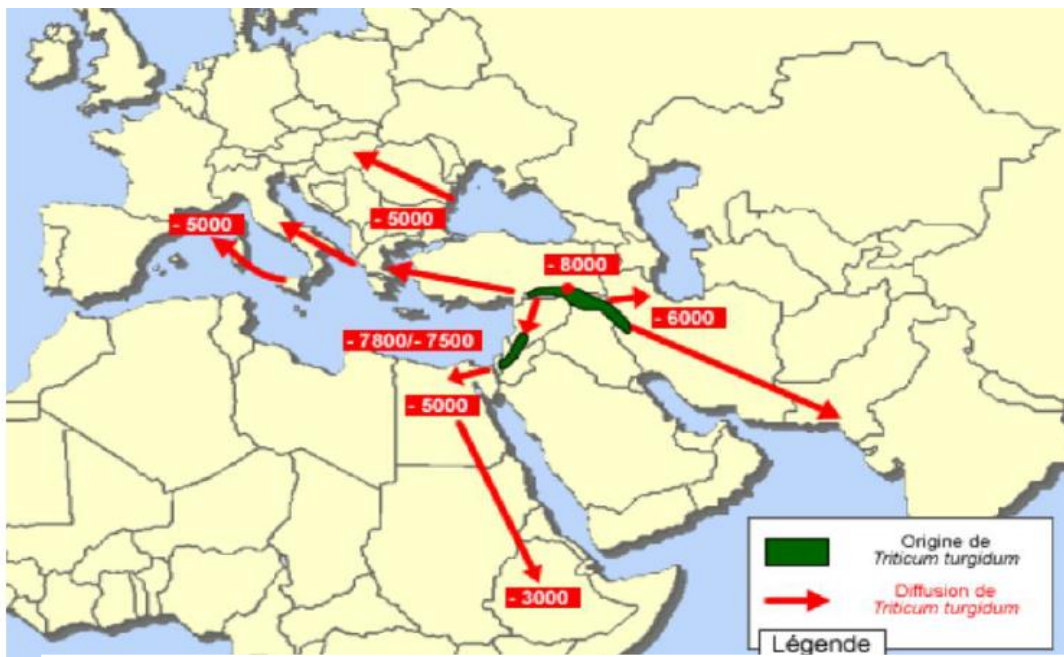 - 5000
- 5000
- 8000
- 6000
- 7800/- 7500
- 5000
- 3000
Origine de
Triticum turgidum
Diffusion de
Triticum turgidum
Légende